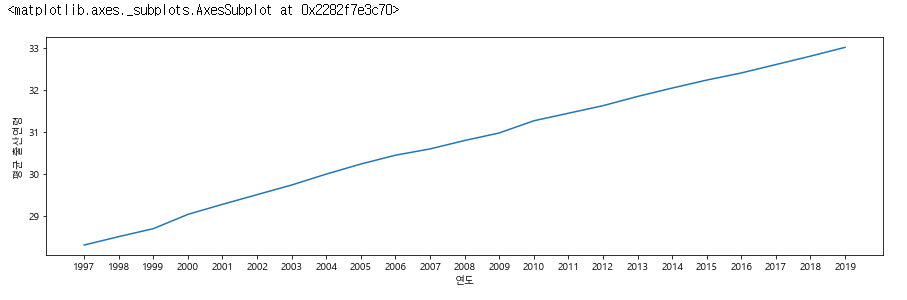 <matplotlib.axes._subplots.AxesSubplot at 0x2282f7e3c70>
33
32
31
30
29
평균 출산연령
1997 1998 1999 2000 2001 2002 2003 2004 2005 2006 2007 2008 2009 2010 2011 2012 2013 2014 2015 2016 2017 2018 2019
연도